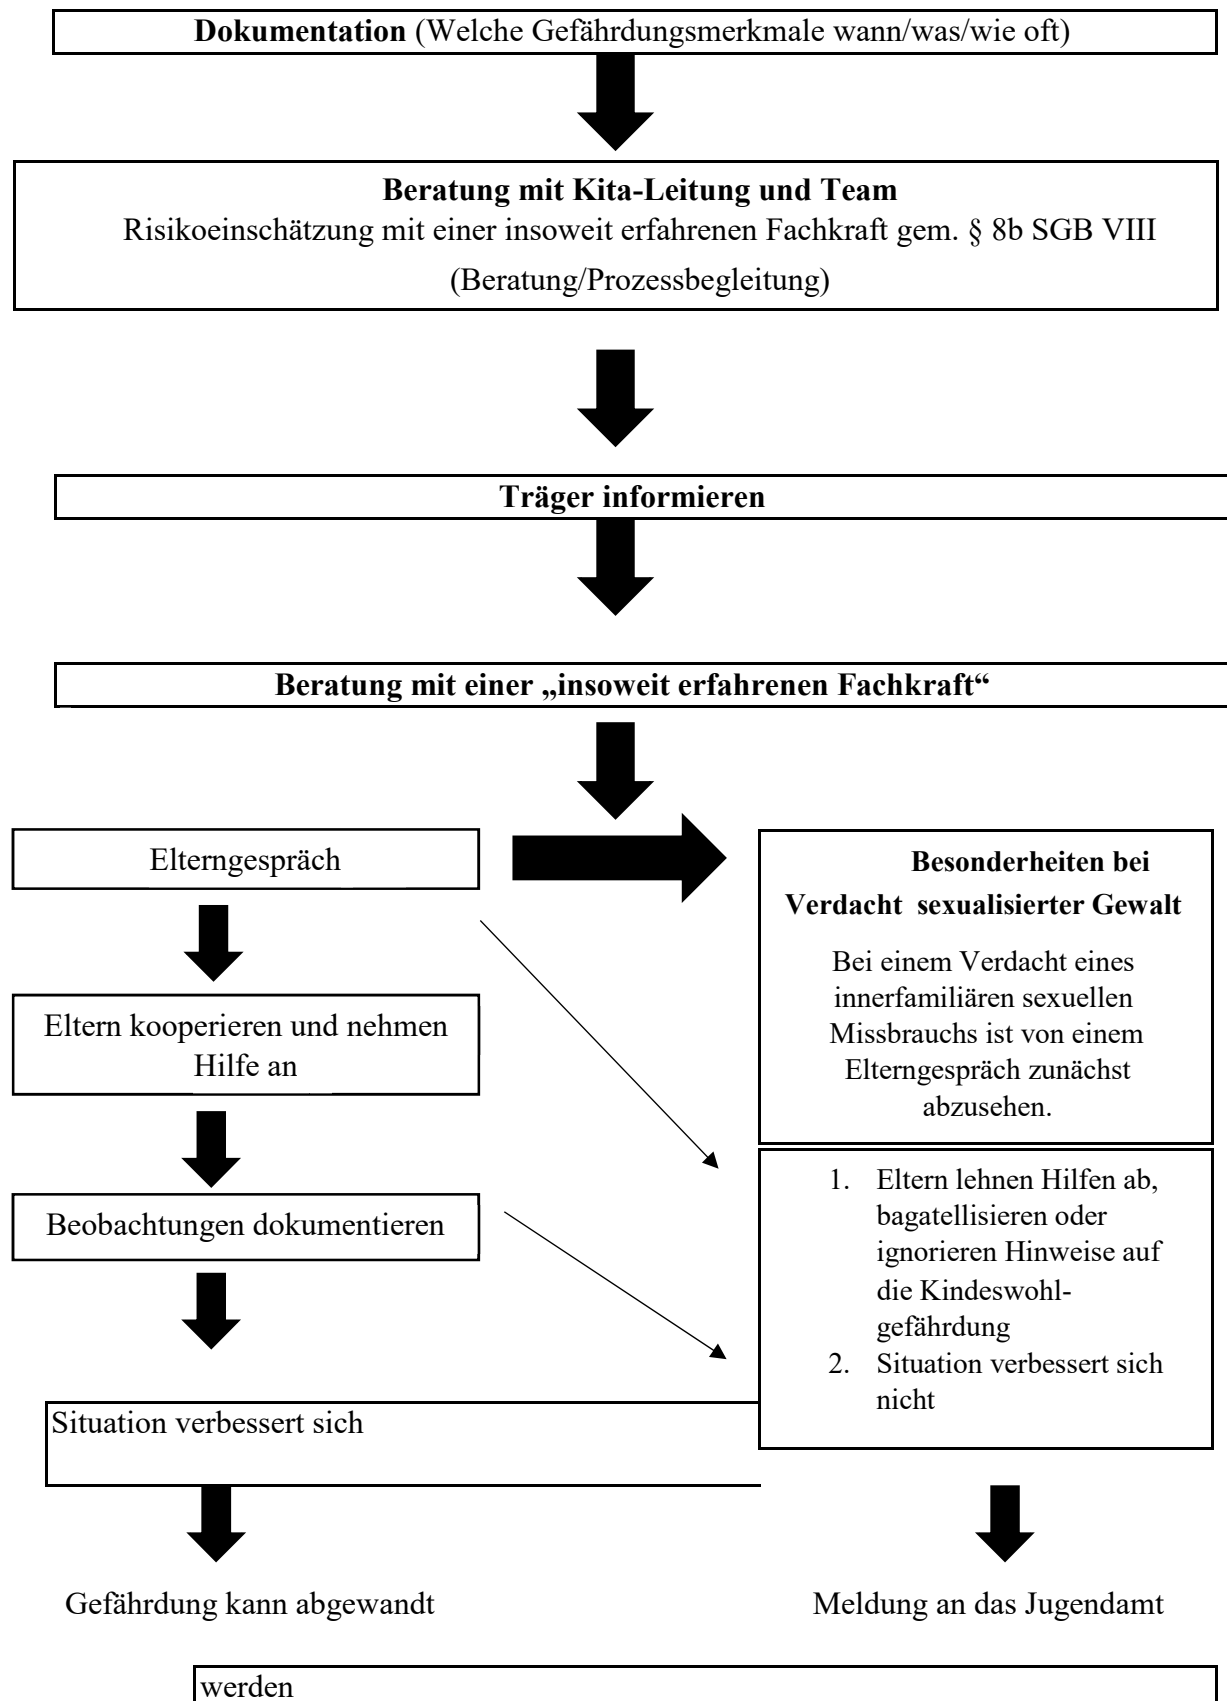 Dokumentation (Welche Gefährdungsmerkmale wann/was/wie oft)
Beratung mit Kita-Leitung und Team
Risikoeinschätzung mit einer insoweit erfahrenen Fachkraft gem. § 8b SGB VIII
(Beratung/Prozessbegleitung)
Träger informieren
Beratung mit einer „insoweit erfahrenen Fachkraft“
Elterngespräch
Eltern kooperieren und nehmen
Hilfe an
Beobachtungen dokumentieren
Situation verbessert sich
Gefährdung kann abgewandt
werden
Besonderheiten bei
Verdacht sexualisierter Gewalt
Bei einem Verdacht eines
innerfamiliären sexuellen
Missbrauchs ist von einem
Elterngespräch zunächst
abzusehen.
1. Eltern lehnen Hilfen ab,
bagatellisieren oder
ignorieren Hinweise auf
die Kindeswohl-
gefährdung
2. Situation verbessert sich
nicht
Meldung an das Jugendamt